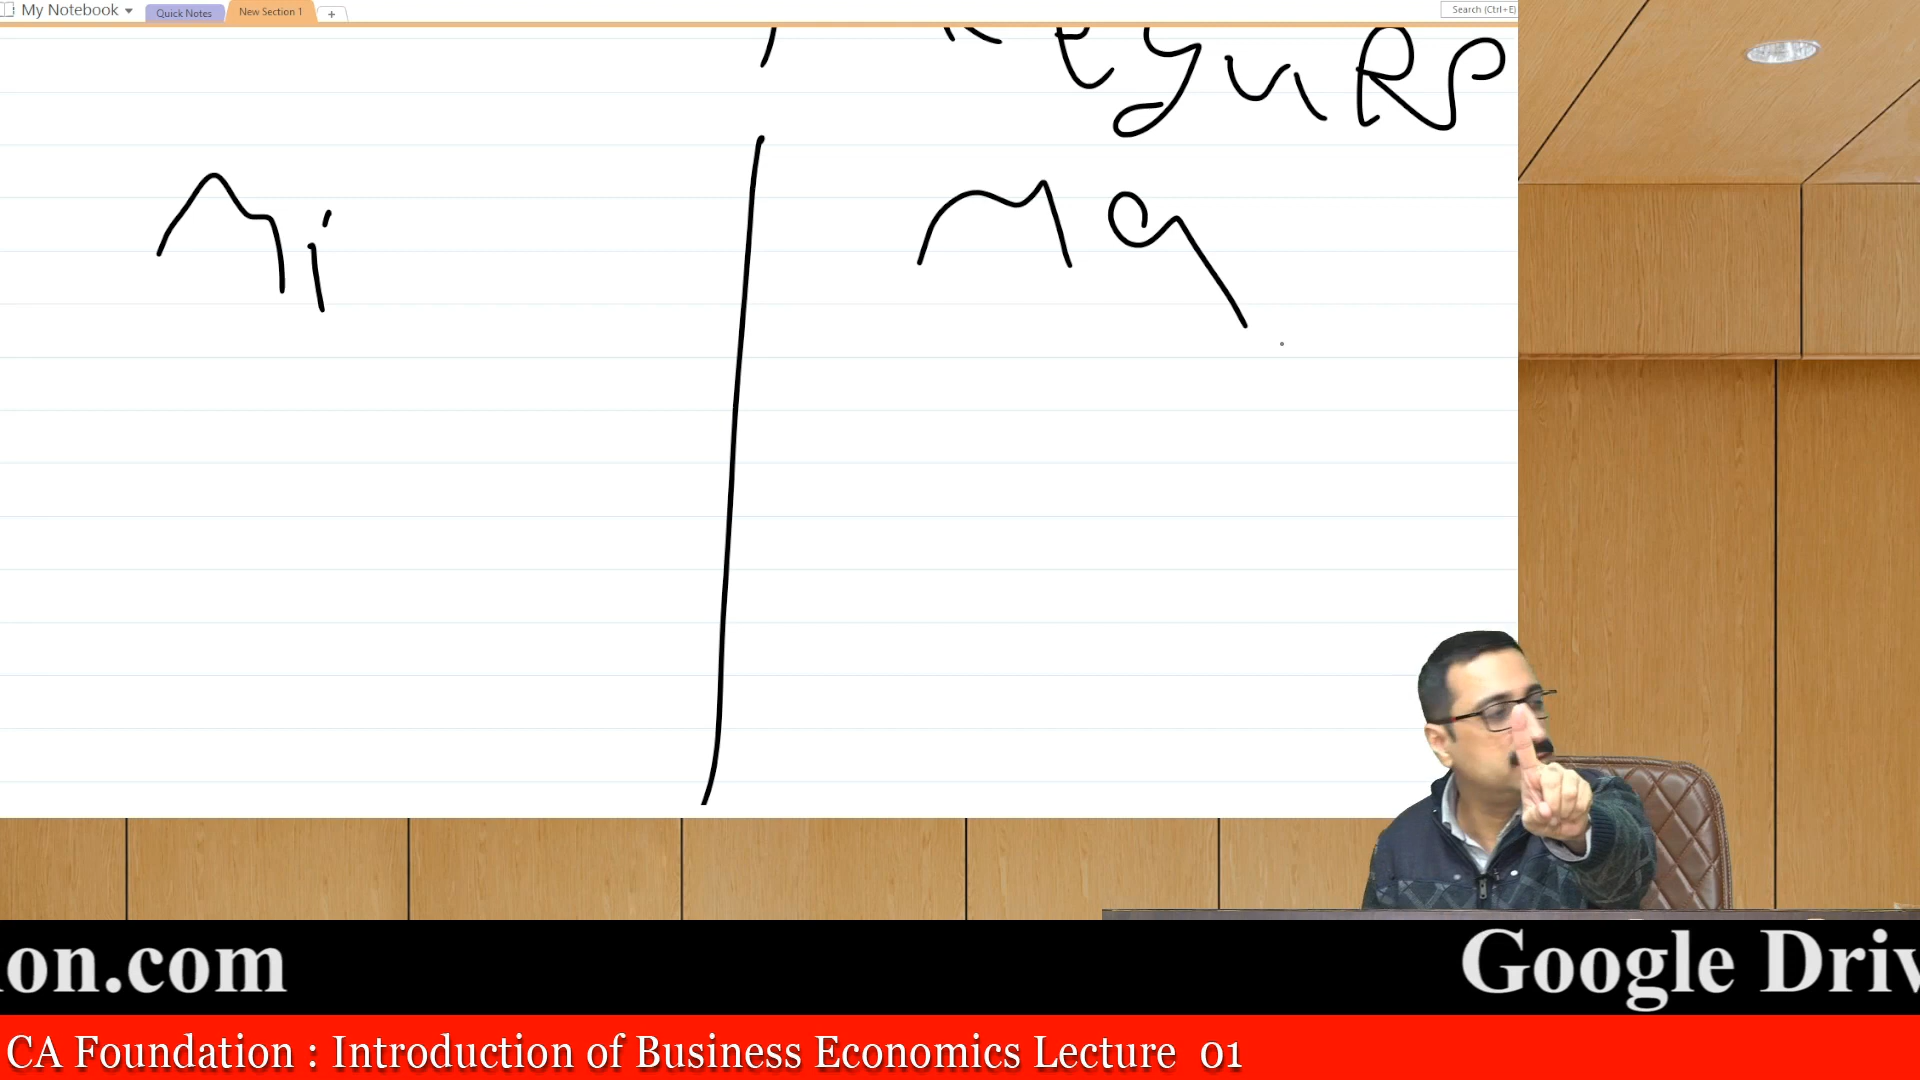 My Notebook Quick Notes New Section 1 +
Search (Ctrl+E)
Mi Ma
on.com Google Driv
CA Foundation : Introduction of Business Economics Lecture 01